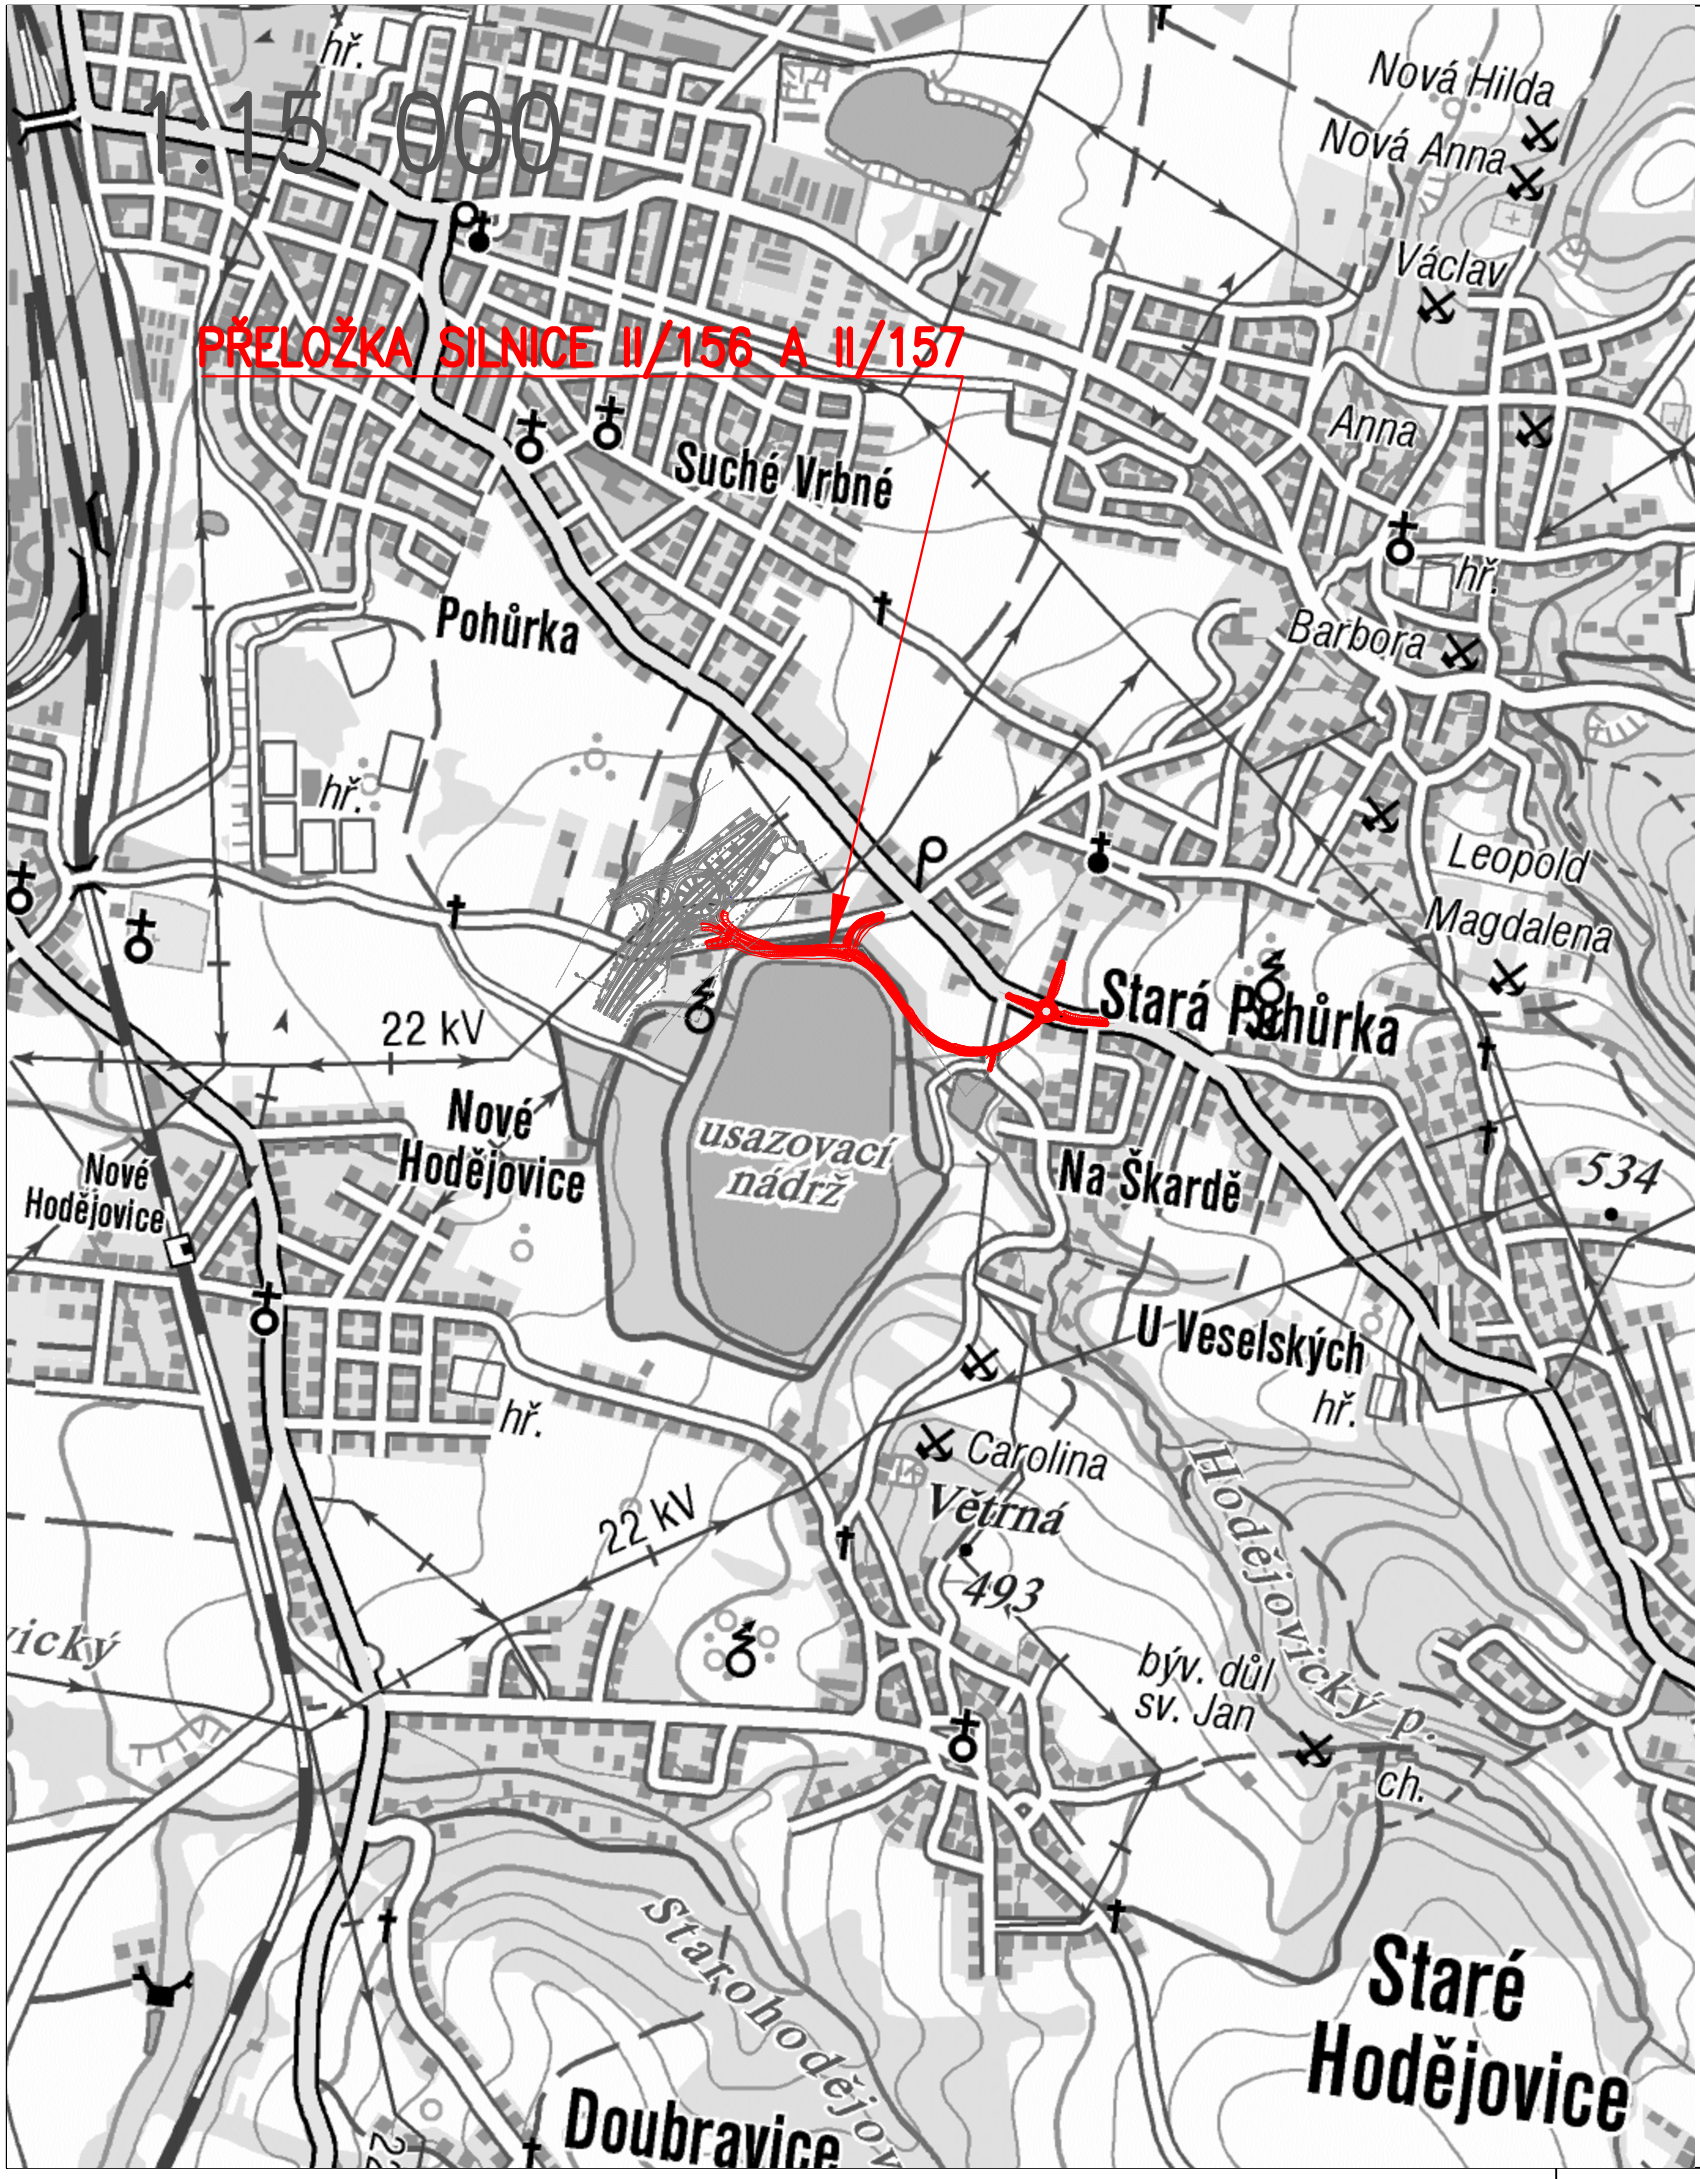 hř.
Nová Hilda
1:15 000
Nová Anna
Václav
PŘELOŽKA SILNICE II/156 A II/157
Anna
Suché Vrbné
hř.
Pohůrka
Barbora
hř.
Leopold
Magdalena
Stará Pohůrka
22 kV
Nové
Hodějovice
usazovací
nádrž
Nové
Hodějovice
Na Škardě
534
U Veselských
hř.
hř.
Carolina
Větrná
Hodějovický p.
22 kV
493
vický
býv. důl
sv. Jan
ch.
Starohodějov
Staré
Hodějovice
Doubravice
22